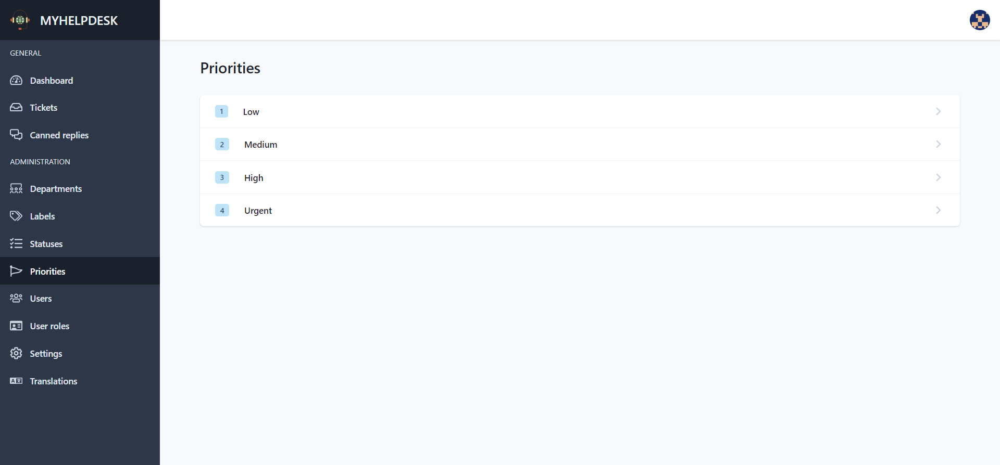 MYHELPDESK
GENERAL
Dashboard
Tickets
Canned replies
ADMINISTRATION
Departments
Labels
Statuses
Priorities
Users
User roles
Settings
Translations
Priorities
1 Low
2 Medium
3 High
4 Urgent